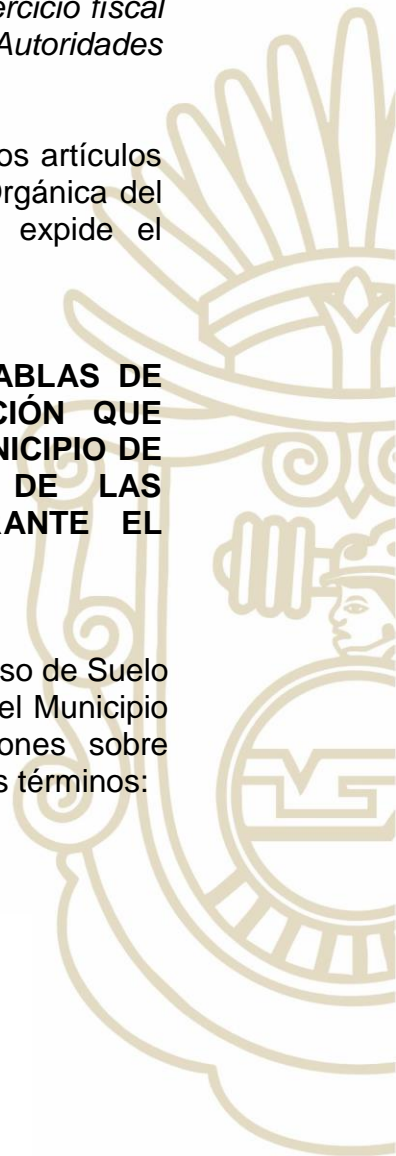 ercicio fiscal
Autoridades
os artículos
Orgánica del
expide el
ABLAS DE
CIÓN QUE
NICIPIO DE
DE LAS
ANTE EL
so de Suelo
el Municipio
ones sobre
s términos: